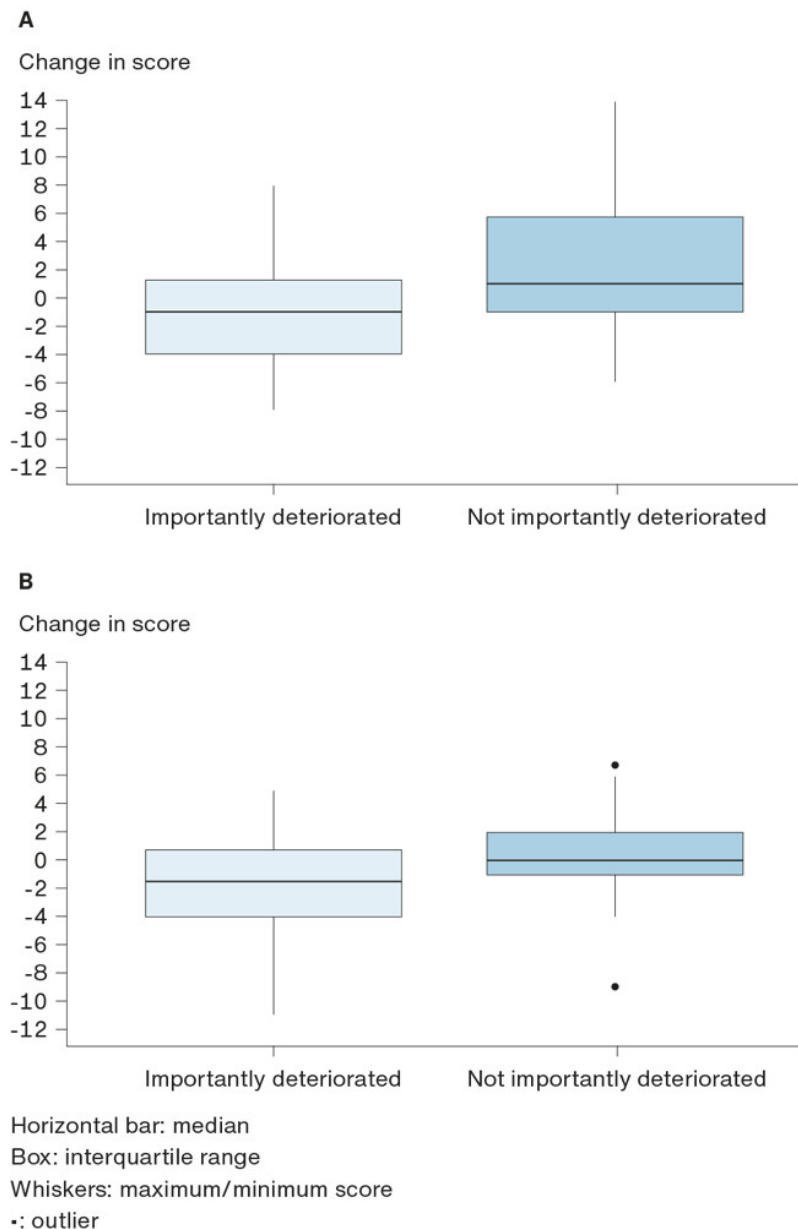 A
Change in score
14
12
10
8
6
4
2
0
-2
-4
-6
-8
-10
-12
Importantly deteriorated Not importantly deteriorated
B
Change in score
14
12
10
8
6
4
2
0
-2
-4
-6
-8
-10
-12
Importantly deteriorated Not importantly deteriorated
Horizontal bar: median
Box: interquartile range
Whiskers: maximum/minimum score
▪: outlier